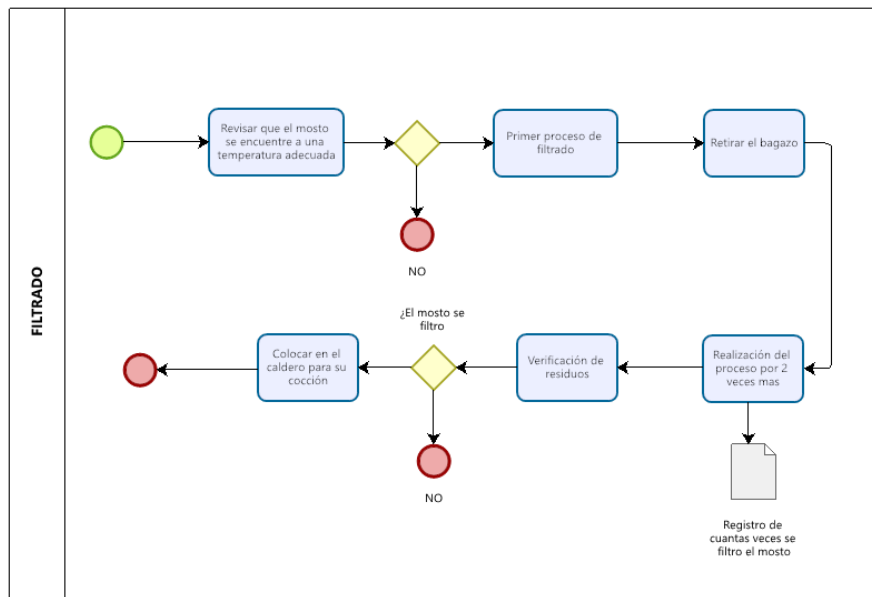 FILTRADO
Revisar que el mosto
se encuentre a una
temperatura adecuada
Primer proceso de
filtrado
Retirar el bagazo
NO
¿El mosto se
filtro
Colocar en el
caldero para su
cocción
Verificación de
residuos
Realización del
proceso por 2
veces mas
NO
Registro de
cuantas veces se
filtro el mosto